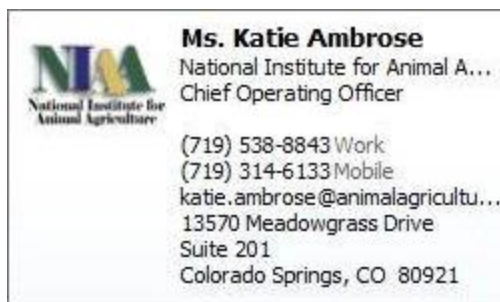 NIAA
National Institute for
Animal Agriculture
Ms. Katie Ambrose
National Institute for Animal A...
Chief Operating Officer
(719) 538-8843 Work
(719) 314-6133 Mobile
katie.ambrose@animalagricultu...
13570 Meadowgrass Drive
Suite 201
Colorado Springs, CO 80921